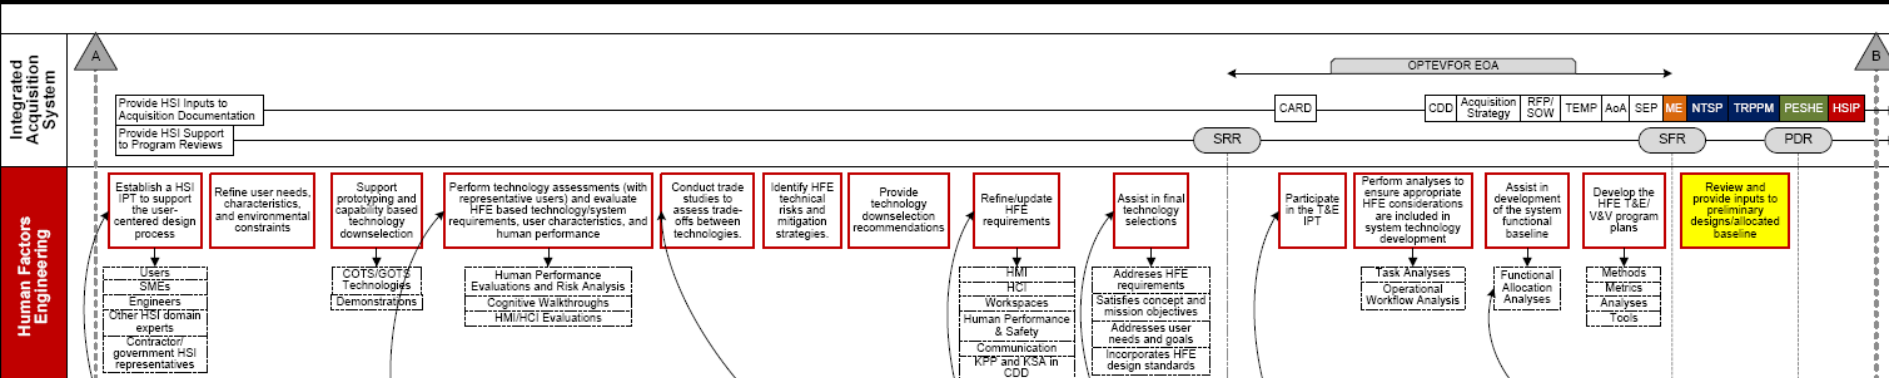 A
B
Integrated
Acquisition
System
OPTEVFOR EOA
Provide HSI Inputs to
Acquisition Documentation
CARD
CDD
Acquisition
Strategy
RFP/
SOW
TEMP
AoA
SEP
ME
NTSP
TRPPM
PESHE
HSIP
Provide HSI Support
to Program Reviews
SRR
SFR
PDR
Human Factors
Engineering
Establish a HSI
IPT to support
the user-
centered design
process
Users
SMEs
Engineers
Other HSI domain
experts
Contractor/
government HSI
representatives
Refine user needs,
characteristics,
and environmental
constraints
Support
prototyping and
capability based
technology
downselection
COTS/GOTS
Technologies
Demonstrations
Perform technology assessments (with
representative users) and evaluate
HFE based technology/system
requirements, user characteristics, and
human performance
Human Performance
Evaluations and Risk Analysis
Cognitive Walkthroughs
HMI/HCI Evaluations
Conduct trade
studies to
assess trade-
offs between
technologies.
Identify HFE
technical
risks and
mitigation
strategies.
Provide
technology
downselection
recommendations
Refine/update
HFE
requirements
HMI
HCI
Workspaces
Human Performance
& Safety
Communication
KPP and KSA in
CDD
Assist in final
technology
selections
Addreses HFE
requirements
Satisfies concept and
mission objectives
Addresses user
needs and goals
Incorporates HFE
design standards
Participate
in the T&E
IPT
Perform analyses to
ensure appropriate
HFE considerations
are included in
system technology
development
Task Analyses
Operational
Workflow Analysis
Assist in
development
of the system
functional
baseline
Functional
Allocation
Analyses
Develop the
HFE T&E/
V&V program
plans
Methods
Metrics
Analyses
Tools
Review and
provide inputs to
preliminary
designs/allocated
baseline